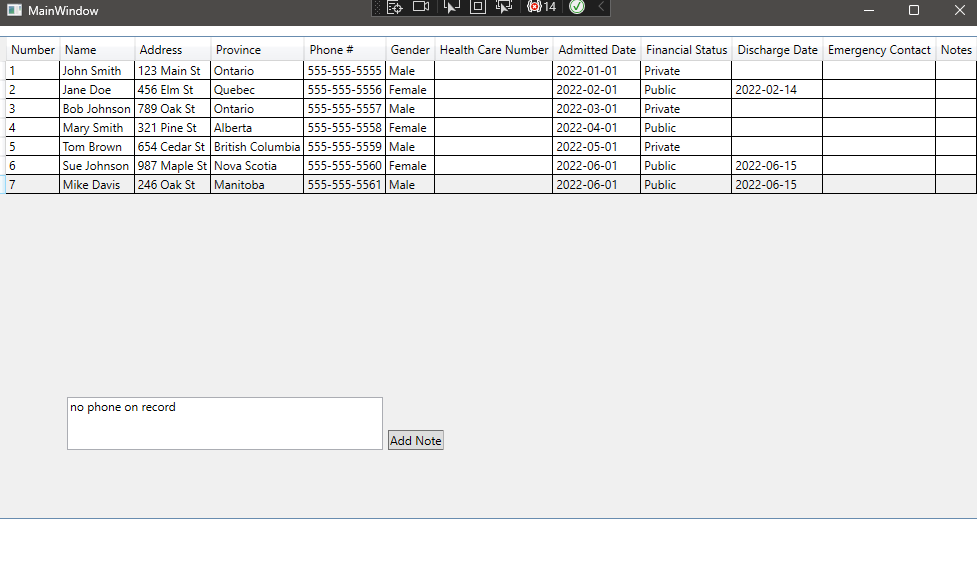 MainWindow
14
Number Name Address Province Phone # Gender Health Care Number Admitted Date Financial Status Discharge Date Emergency Contact Notes
1 John Smith 123 Main St Ontario 555-555-5555 Male 2022-01-01 Private
2 Jane Doe 456 Elm St Quebec 555-555-5556 Female 2022-02-01 Public 2022-02-14
3 Bob Johnson 789 Oak St Ontario 555-555-5557 Male 2022-03-01 Private
4 Mary Smith 321 Pine St Alberta 555-555-5558 Female 2022-04-01 Public
5 Tom Brown 654 Cedar St British Columbia 555-555-5559 Male 2022-05-01 Private
6 Sue Johnson 987 Maple St Nova Scotia 555-555-5560 Female 2022-06-01 Public 2022-06-15
7 Mike Davis 246 Oak St Manitoba 555-555-5561 Male 2022-06-01 Public 2022-06-15
no phone on record
Add Note